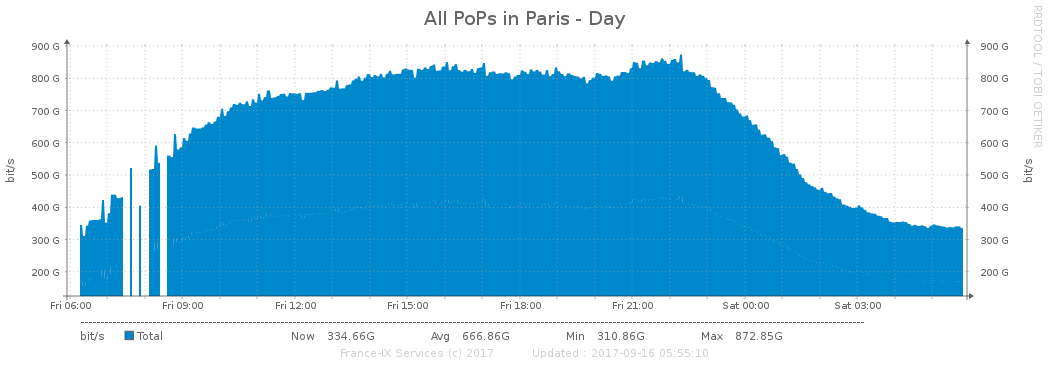 All PoPs in Paris - Day
RRDTOOL / TOBI OETIKER
bit/s
900 G
800 G
700 G
600 G
500 G
400 G
300 G
200 G
900 G
800 G
700 G
600 G
500 G
400 G
300 G
200 G
bit/s
Fri 06:00 Fri 09:00 Fri 12:00 Fri 15:00 Fri 18:00 Fri 21:00 Sat 00:00 Sat 03:00
bit/s Total Now 334.66G Avg 666.86G Min 310.86G Max 872.85G
France-IX Services (c) 2017 Updated : 2017-09-16 05:55:10